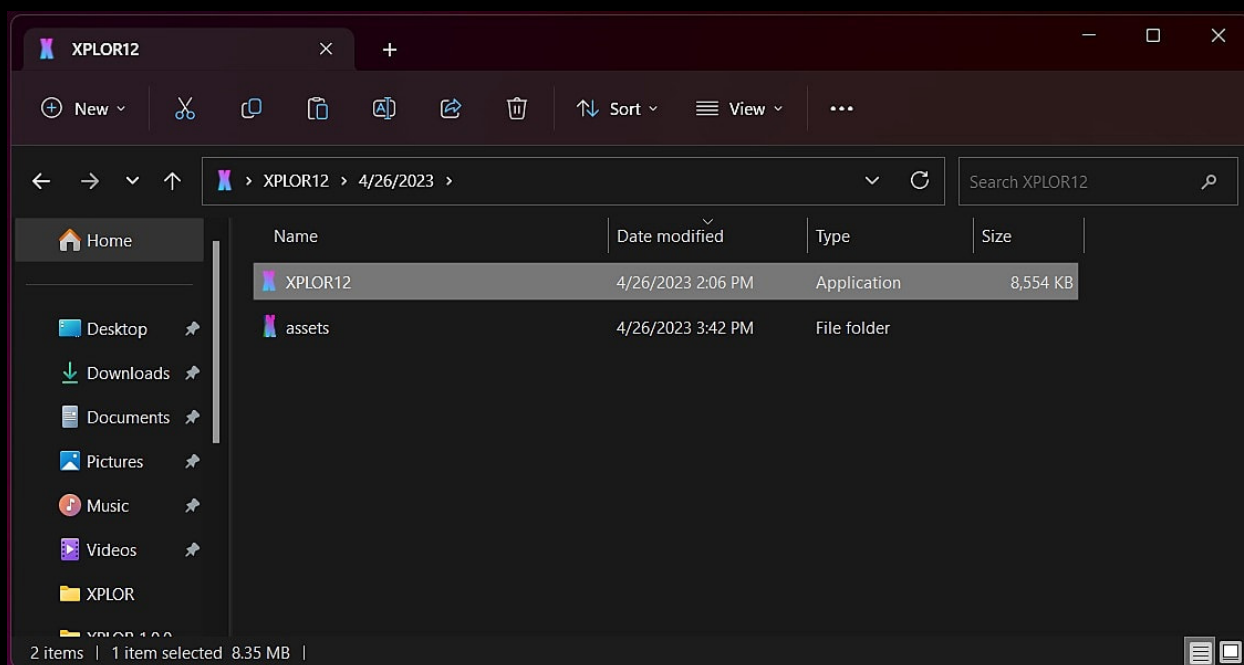 XPLOR12
New Sort View
XPLOR12 > 4/26/2023 > Search XPLOR12
Home
Name Date modified Type Size
XPLOR12 4/26/2023 2:06 PM Application 8,554 KB
assets 4/26/2023 3:42 PM File folder
Desktop
Downloads
Documents
Pictures
Music
Videos
XPLOR
2 items | 1 item selected 8.35 MB |